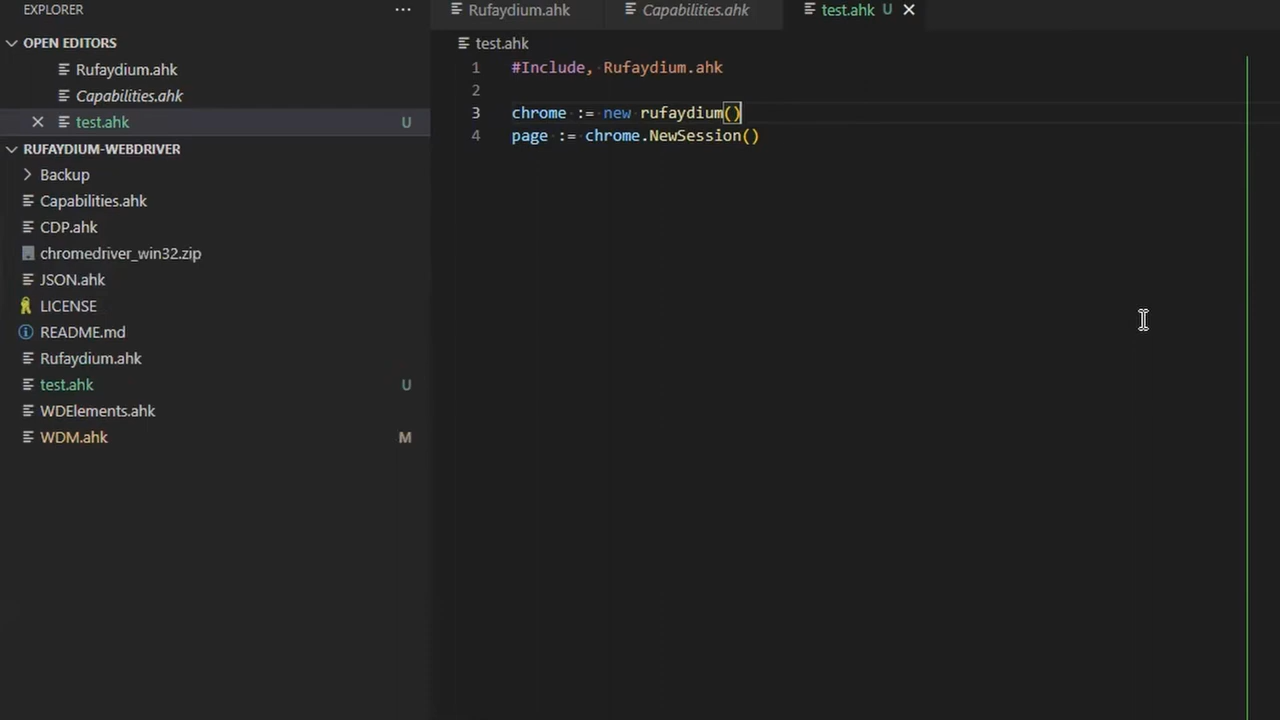 EXPLORER
...
OPEN EDITORS
Rufaydium.ahk
Capabilities.ahk
test.ahk U
RUFAYDIUM-WEBDRIVER
Backup
Capabilities.ahk
CDP.ahk
chromedriver_win32.zip
JSON.ahk
LICENSE
README.md
Rufaydium.ahk
test.ahk U
WDElements.ahk
WDM.ahk M
Rufaydium.ahk Capabilities.ahk test.ahk U
test.ahk
1 #Include, Rufaydium.ahk
2
3 chrome := new rufaydium()
4 page := chrome.NewSession()